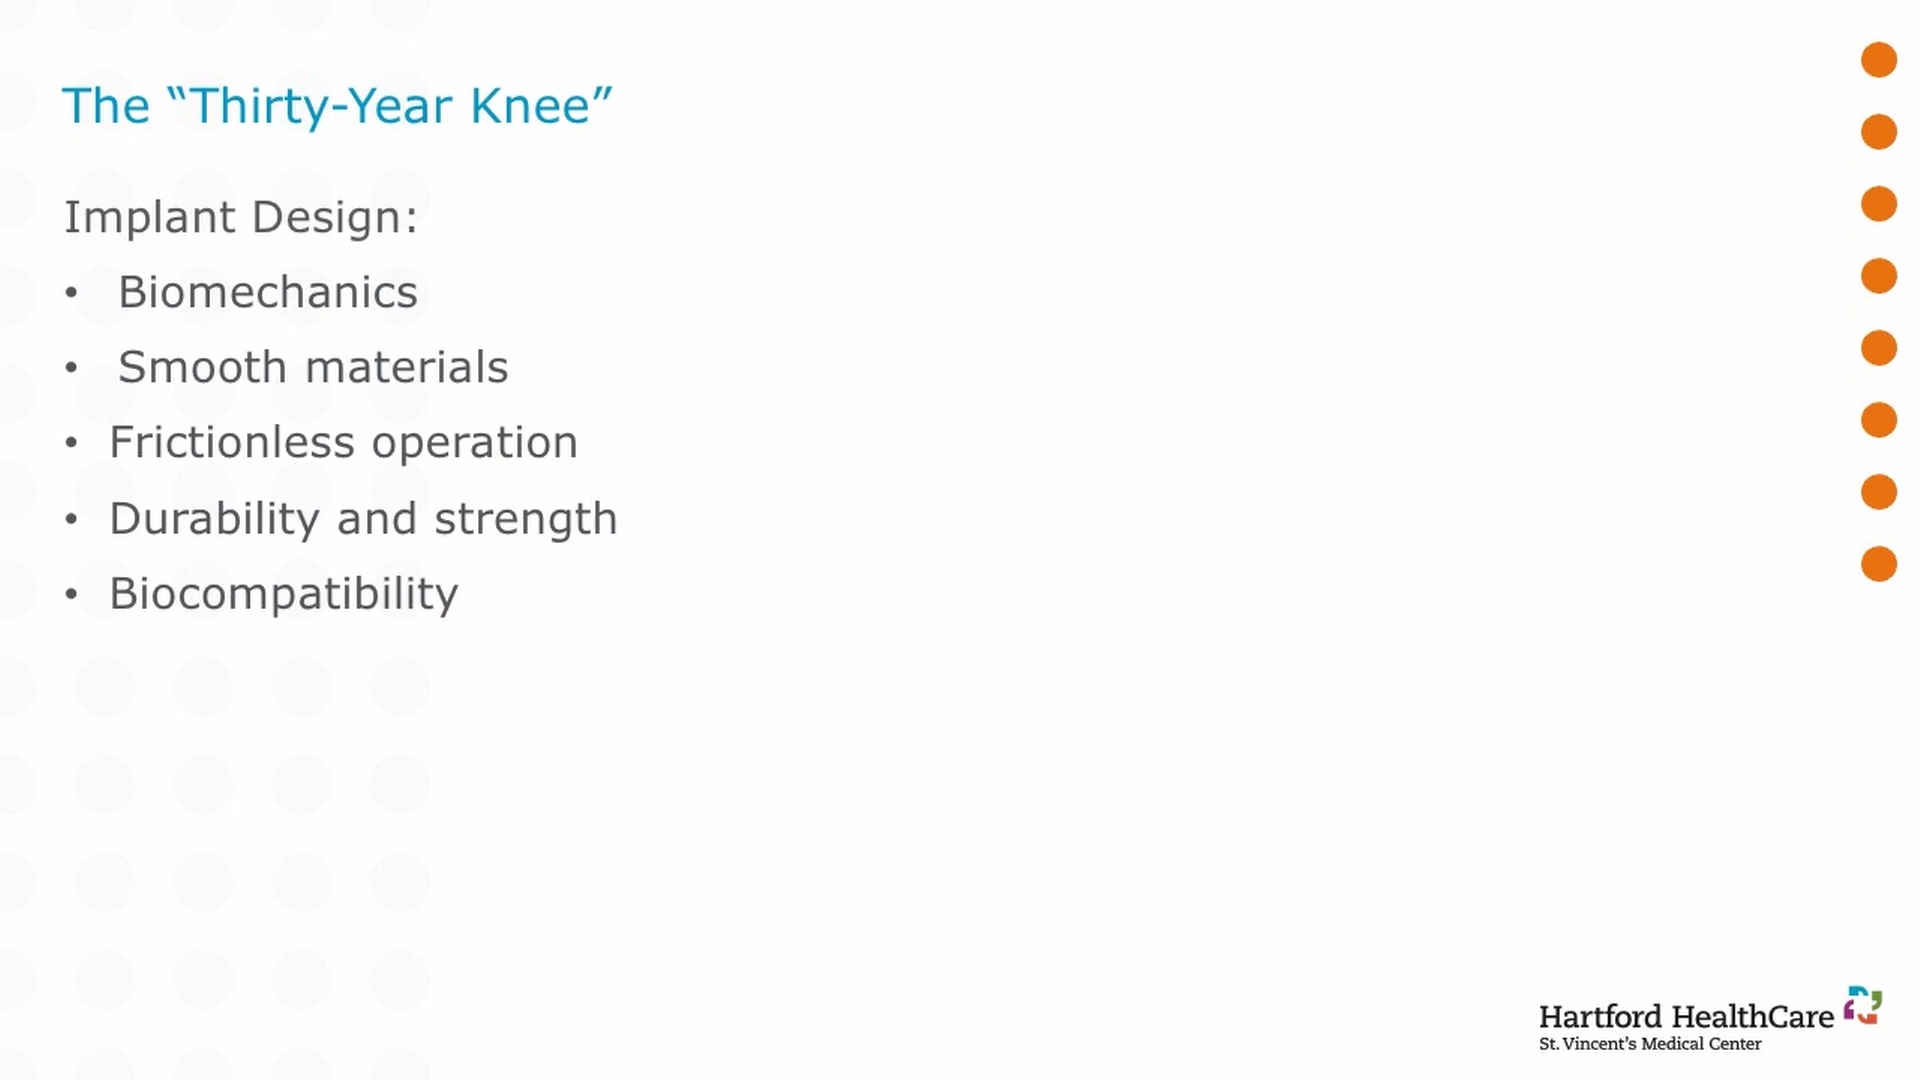 The “Thirty-Year Knee”
Implant Design:
• Biomechanics
• Smooth materials
• Frictionless operation
• Durability and strength
• Biocompatibility
Hartford HealthCare
St. Vincent's Medical Center